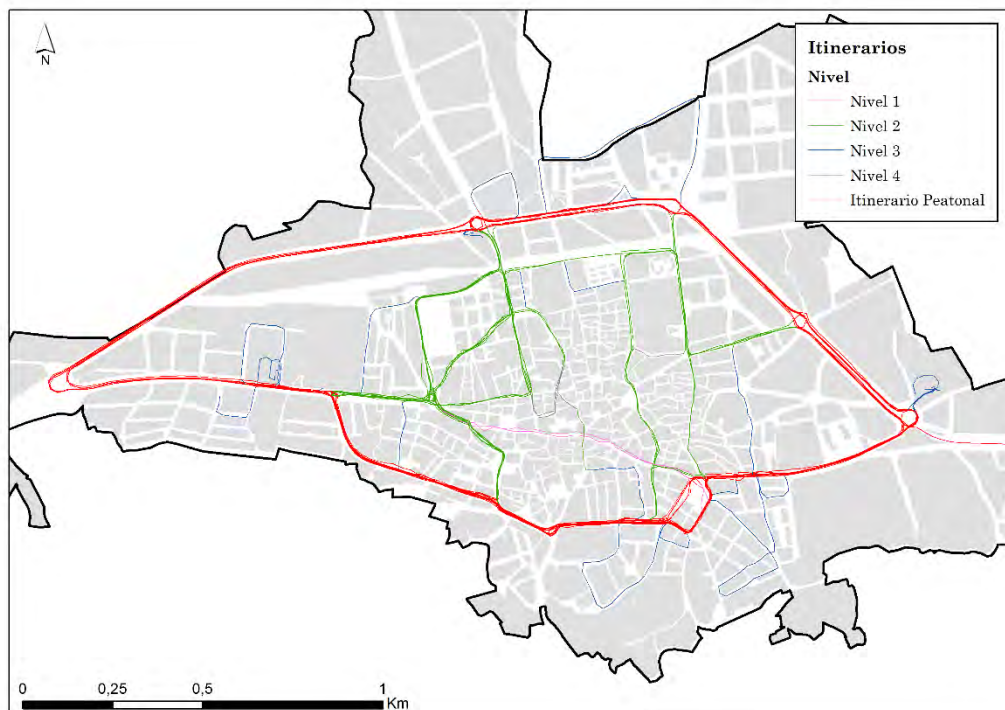 N
Itinerarios
Nivel
Nivel 1
Nivel 2
Nivel 3
Nivel 4
Itinerario Peatonal
0 0,25 0,5 1
Km